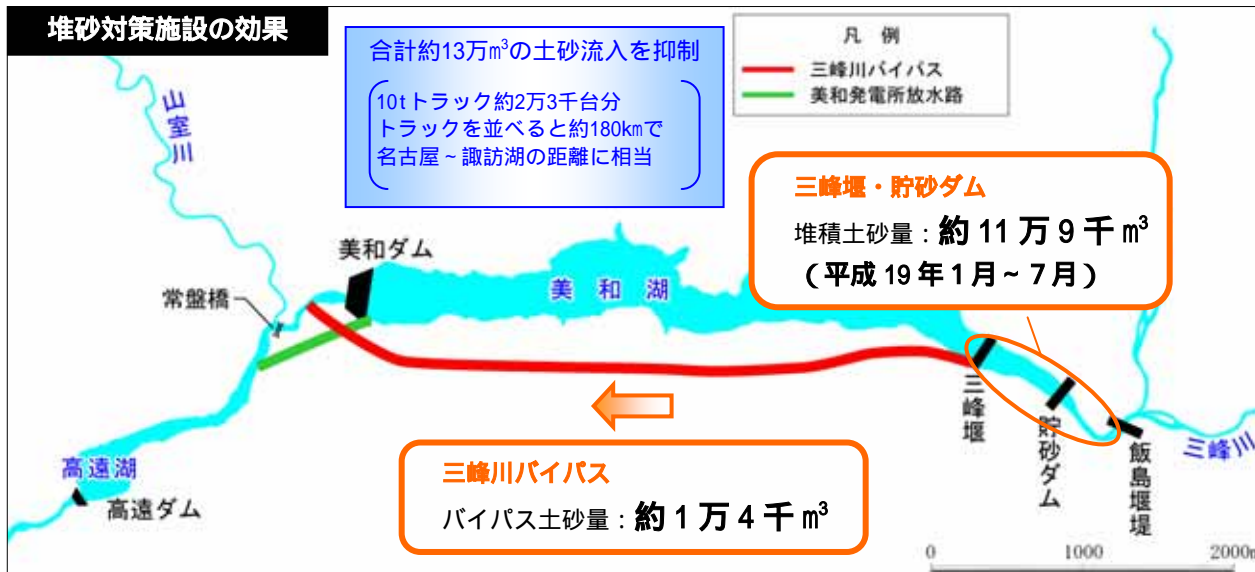 堆砂対策施設の効果
合計約13万㎥の土砂流入を抑制
10tトラック約2万3千台分
トラックを並べると約180㎞で
名古屋~諏訪湖の距離に相当
凡 例
三峰川バイパス
美和発電所放水路
山室川
三峰堰・貯砂ダム
堆積土砂量:約11万9千㎥
(平成19年1月~7月)
美和ダム
美和湖
常盤橋
三峰堰
貯砂ダム
飯島堰堤
三峰川
三峰川バイパス
バイパス土砂量:約1万4千㎥
高遠湖
高遠ダム
0 1000 2000m